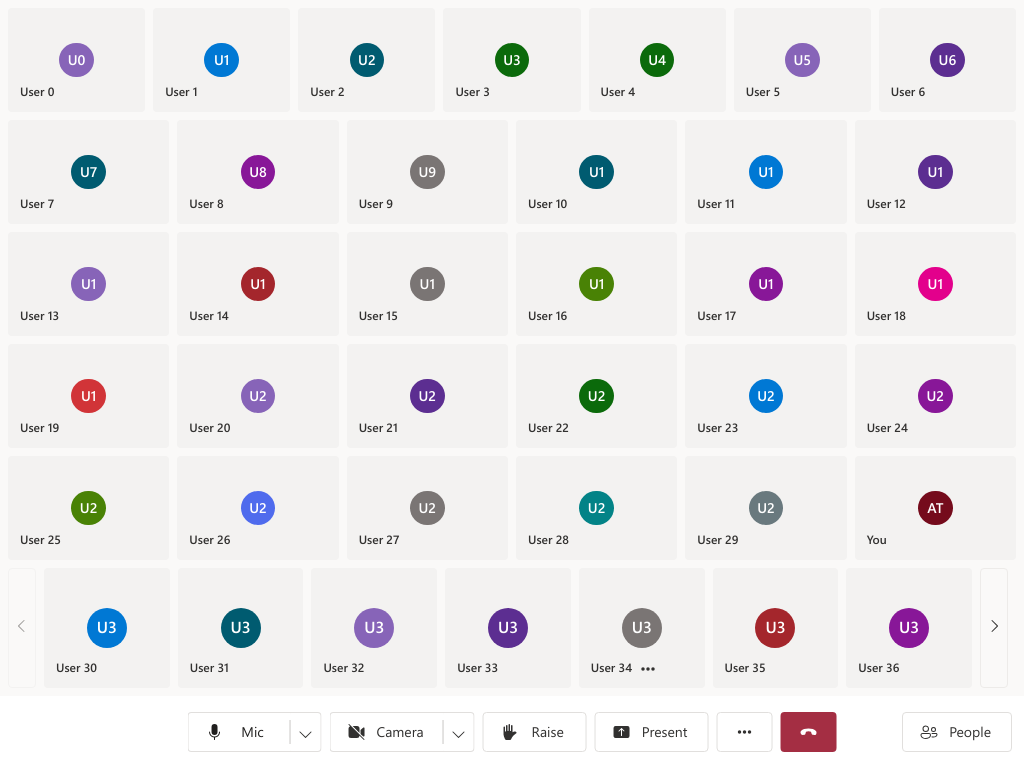 U0 U1 U2 U3 U4 U5 U6
User 0 User 1 User 2 User 3 User 4 User 5 User 6
U7 U8 U9 U1 U1 U1
User 7 User 8 User 9 User 10 User 11 User 12
U1 U1 U1 U1 U1 U1
User 13 User 14 User 15 User 16 User 17 User 18
U1 U2 U2 U2 U2 U2
User 19 User 20 User 21 User 22 User 23 User 24
U2 U2 U2 U2 U2 AT
User 25 User 26 User 27 User 28 User 29 You
U3 U3 U3 U3 U3 U3 U3
User 30 User 31 User 32 User 33 User 34 User 35 User 36
Mic Camera Raise Present People